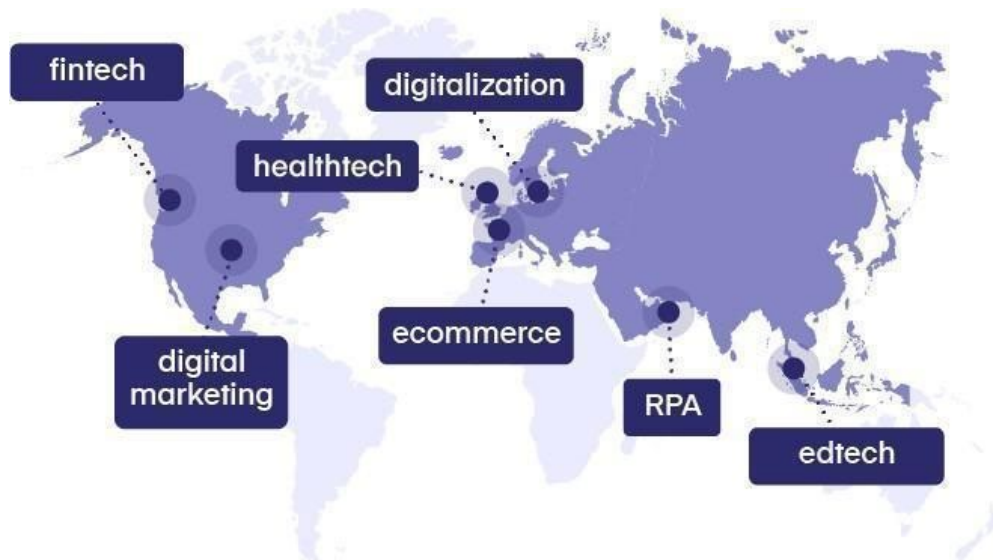 fintech
digitalization
healthtech
ecommerce
digital
marketing
RPA
edtech